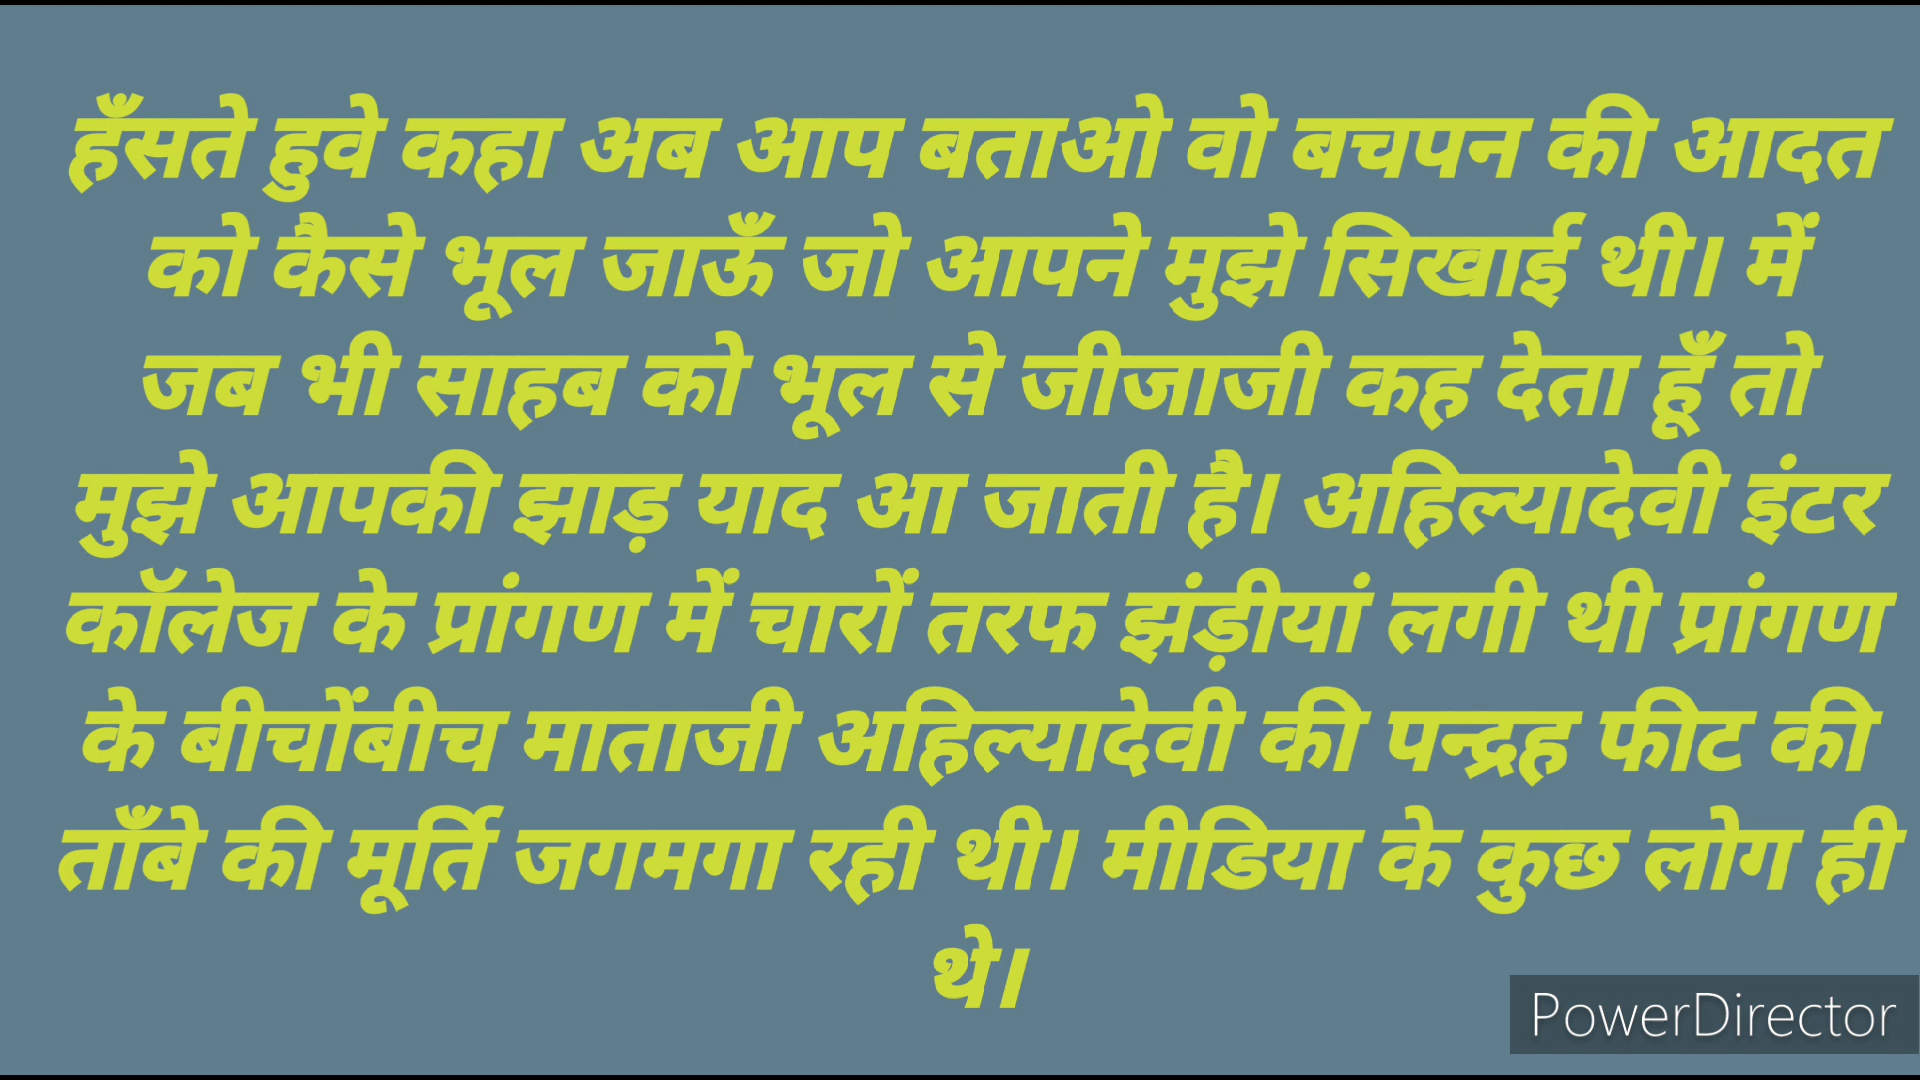 हँसते हुवे कहा अब आप बताओ वो बचपन की आदत
को कैसे भूल जाऊँ जो आपने मुझे सिखाई थी। में
जब भी साहब को भूल से जीजाजी कह देता हूँ तो
मुझे आपकी झाड़ याद आ जाती है। अहिल्यादेवी इंटर
कॉलेज के प्रांगण में चारों तरफ झंड़ीयां लगी थी प्रांगण
के बीचोंबीच माताजी अहिल्यादेवी की पन्द्रह फीट की
ताँबे की मूर्ति जगमगा रही थी। मीडिया के कुछ लोग ही
थे।
PowerDirector